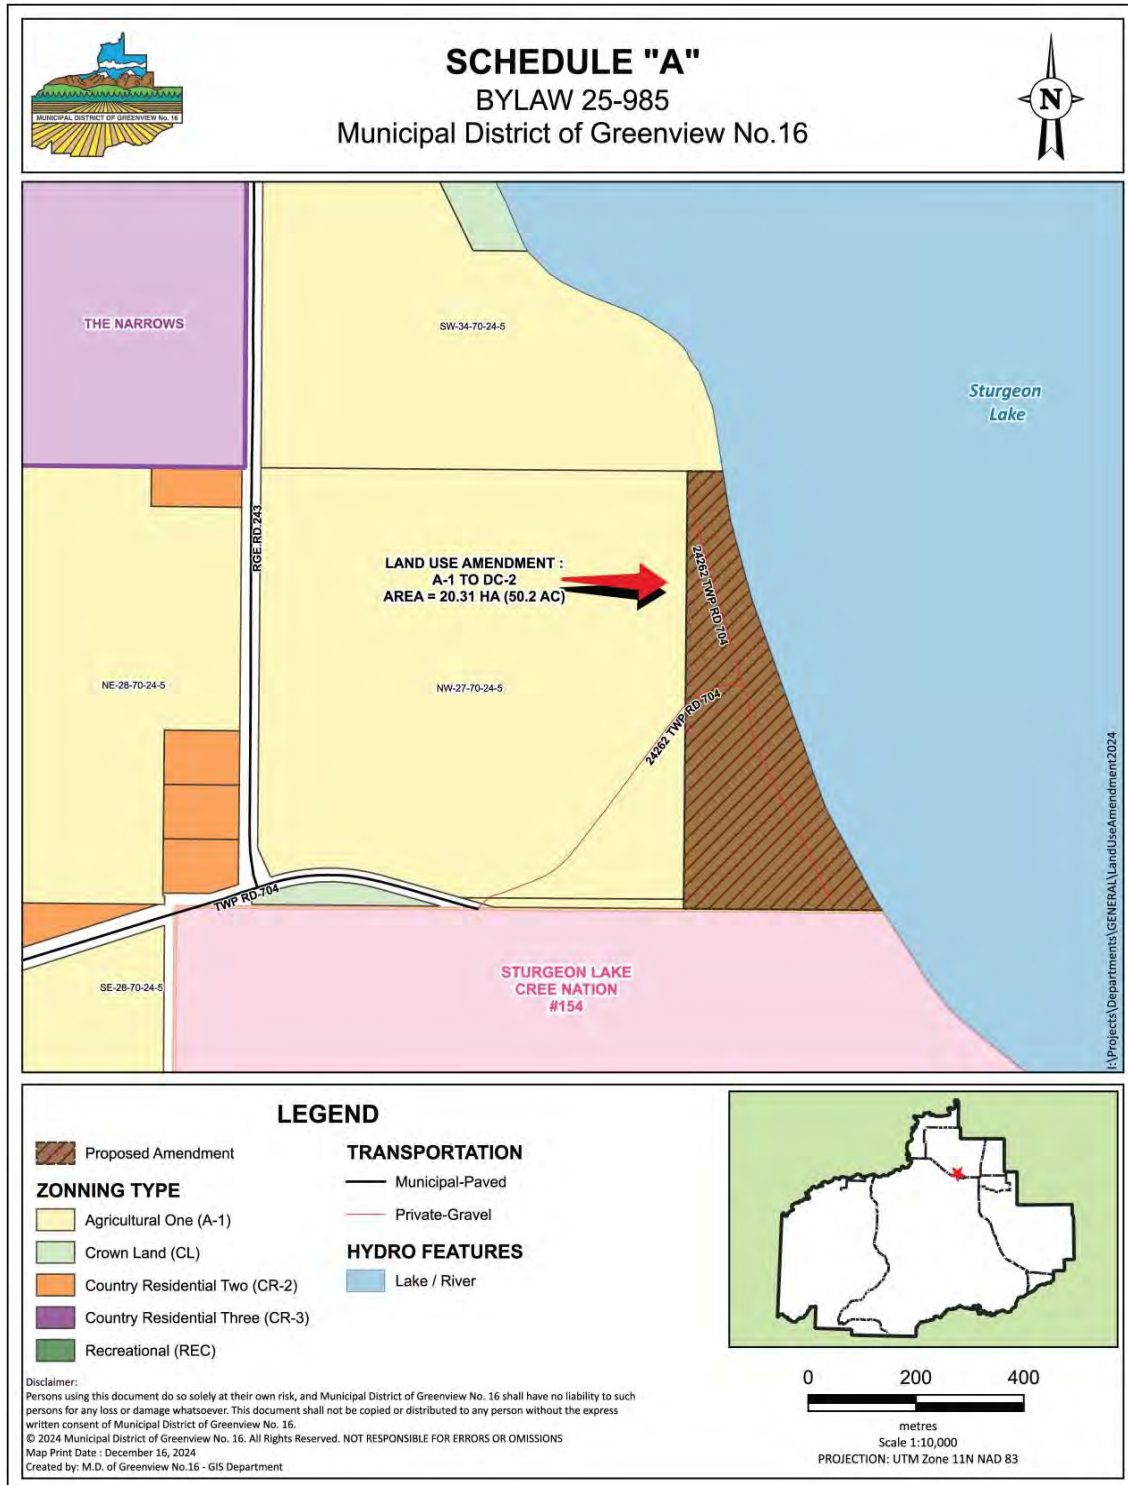 MUNICIPAL DISTRICT OF GREENVIEW No. 16
SCHEDULE "A"
BYLAW 25-985
Municipal District of Greenview No.16
N
THE NARROWS
SW-34-70-24-5
Sturgeon
Lake
RGE.RD.243
LAND USE AMENDMENT :
A-1 TO DC-2
AREA = 20.31 HA (50.2 AC)
24262 TWP RD 704
NE-28-70-24-5
NW-27-70-24-5
24262 TWP RD 704
TWP RD 704
SE-28-70-24-5
STURGEON LAKE
CREE NATION
#154
I:\Projects\Departments\GENERAL\LandUseAmendment2024
LEGEND
Proposed Amendment
ZONNING TYPE
Agricultural One (A-1)
Crown Land (CL)
Country Residential Two (CR-2)
Country Residential Three (CR-3)
Recreational (REC)
TRANSPORTATION
Municipal-Paved
Private-Gravel
HYDRO FEATURES
Lake / River
0 200 400
metres
Scale 1:10,000
PROJECTION: UTM Zone 11N NAD 83
Disclaimer:
Persons using this document do so solely at their own risk, and Municipal District of Greenview No. 16 shall have no liability to such
persons for any loss or damage whatsoever. This document shall not be copied or distributed to any person without the express
written consent of Municipal District of Greenview No. 16.
© 2024 Municipal District of Greenview No. 16. All Rights Reserved. NOT RESPONSIBLE FOR ERRORS OR OMISSIONS
Map Print Date : December 16, 2024
Created by: M.D. of Greenview No.16 - GIS Department